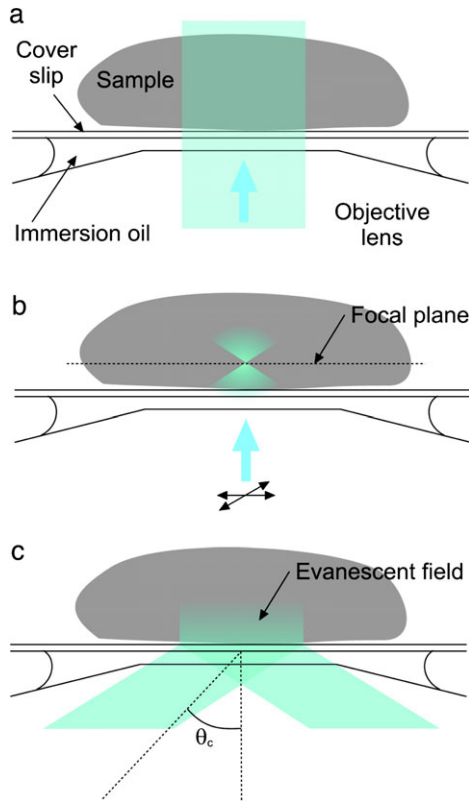 a
Cover
slip
Sample
Immersion oil
Objective
lens
b
Focal plane
c
Evanescent field
θc